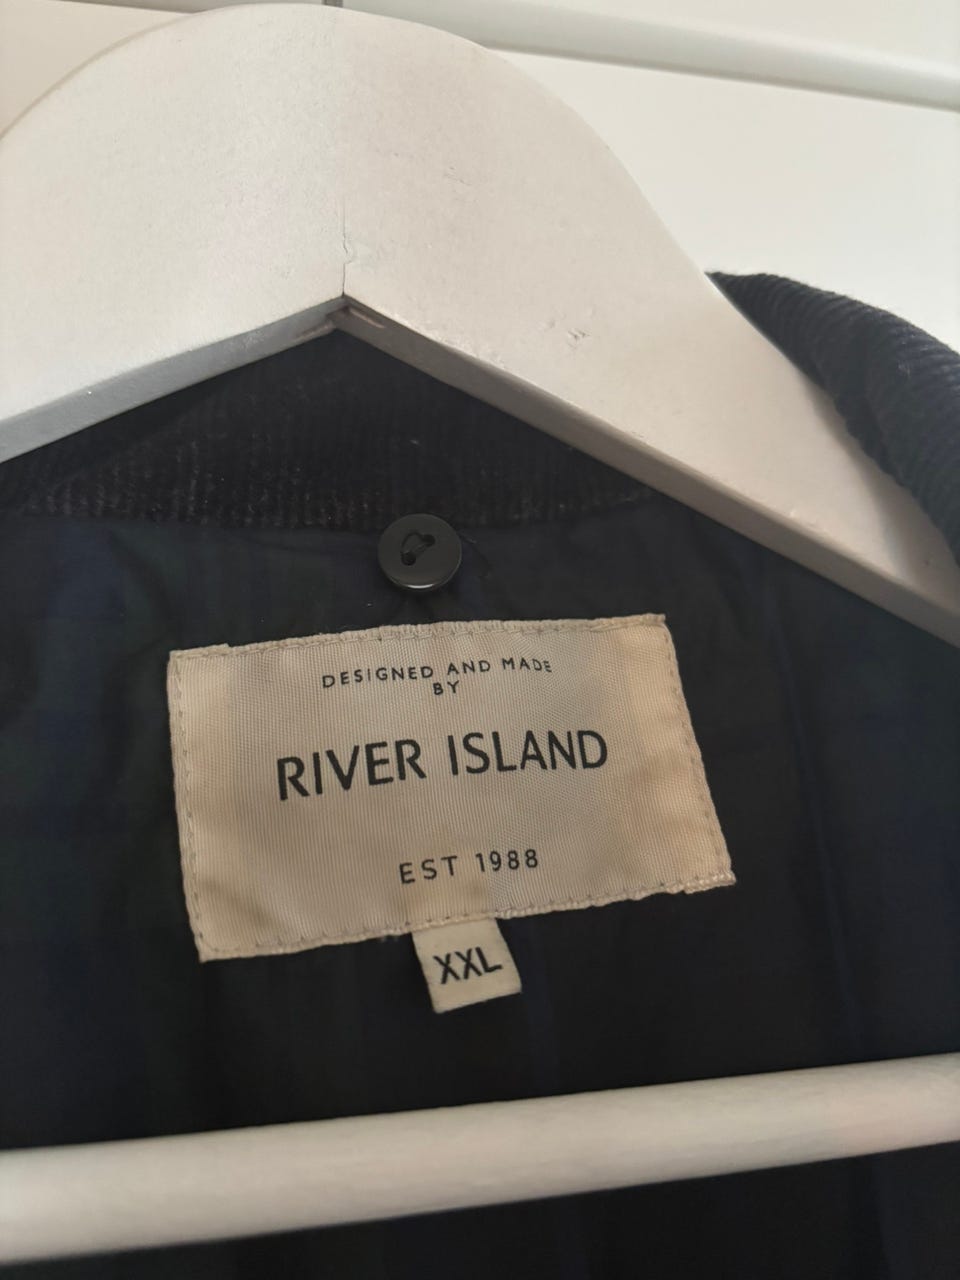 DESIGNED AND MADE
BY
RIVER ISLAND
EST 1988
XXL